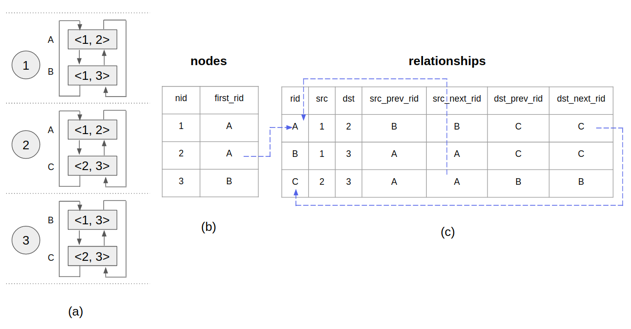 A <1, 2>
1
B <1, 3>
A <1, 2>
2
C <2, 3>
B <1, 3>
3
C <2, 3>
(a)
nodes
nid first_rid
1 A
2 A
3 B
(b)
relationships
rid src dst src_prev_rid src_next_rid dst_prev_rid dst_next_rid
A 1 2 B B C C
B 1 3 A A C C
C 2 3 A A B B
(c)